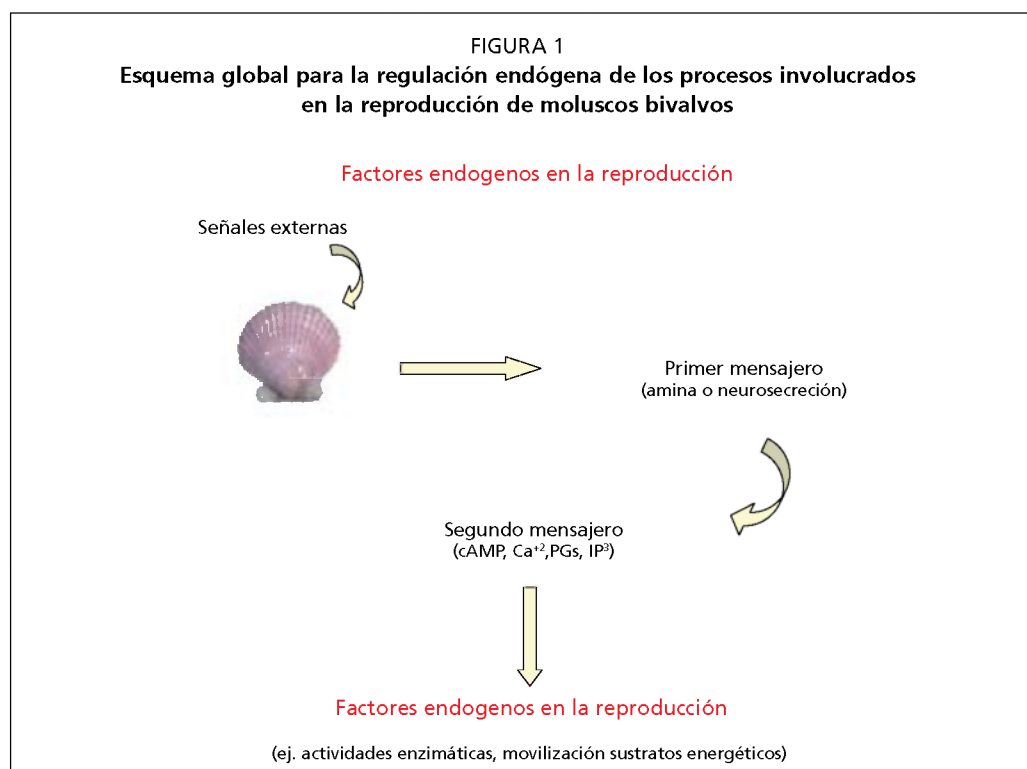 FIGURA 1
Esquema global para la regulación endógena de los procesos involucrados
en la reproducción de moluscos bivalvos
Factores endogenos en la reproducción
Señales externas
Primer mensajero
(amina o neurosecreción)
Segundo mensajero
(cAMP, Ca⁺²,PGs, IP³)
Factores endogenos en la reproducción
(ej. actividades enzimáticas, movilización sustratos energéticos)